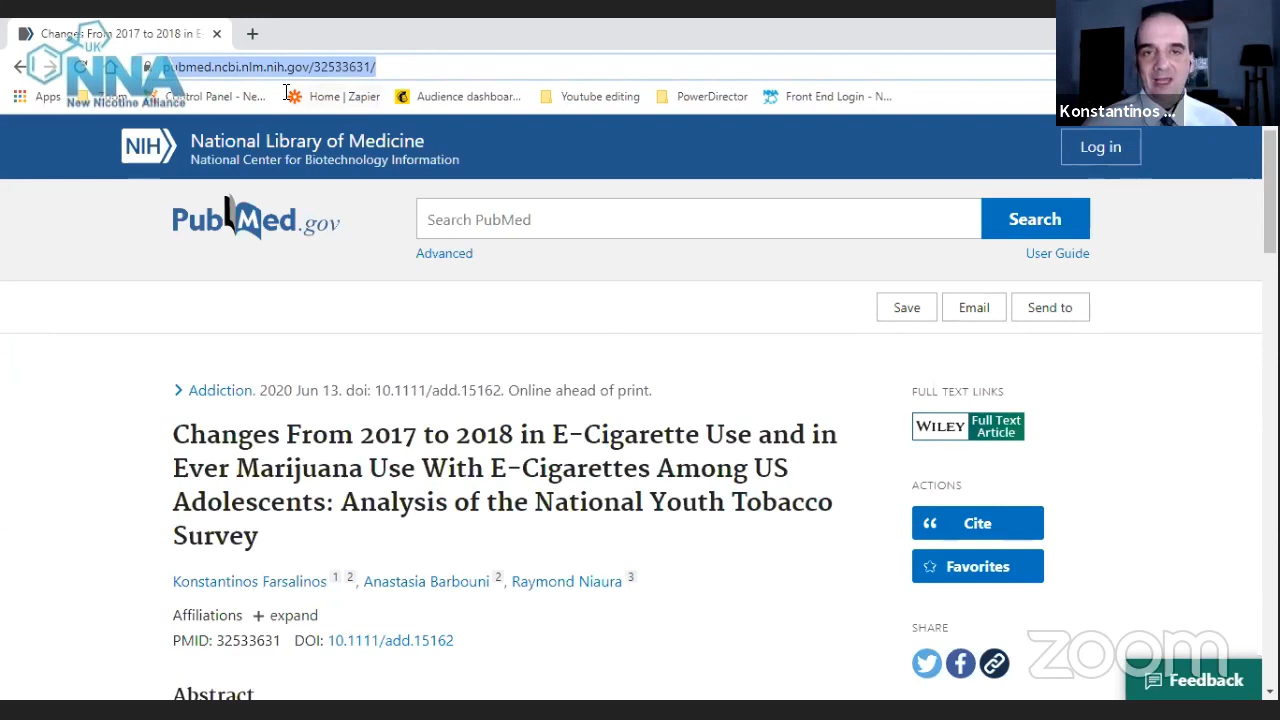 Changes From 2017 to 2018 in E-
UK
NNA
New Nicotine Alliance
pubmed.ncbi.nlm.nih.gov/32533631/
Apps
Control Panel - Ne...
Home | Zapier
Audience dashboar...
Youtube editing
PowerDirector
Front End Login - N...
Konstantinos ...
NIH
National Library of Medicine
National Center for Biotechnology Information
Log in
PubMed.gov
Search PubMed
Search
Advanced
User Guide
Save
Email
Send to
Addiction. 2020 Jun 13. doi: 10.1111/add.15162. Online ahead of print.
Changes From 2017 to 2018 in E-Cigarette Use and in
Ever Marijuana Use With E-Cigarettes Among US
Adolescents: Analysis of the National Youth Tobacco
Survey
Konstantinos Farsalinos 1 2, Anastasia Barbouni 2, Raymond Niaura 3
Affiliations + expand
PMID: 32533631 DOI: 10.1111/add.15162
Abstract
FULL TEXT LINKS
WILEY Full Text
Article
ACTIONS
Cite
Favorites
SHARE
zoom
Feedback